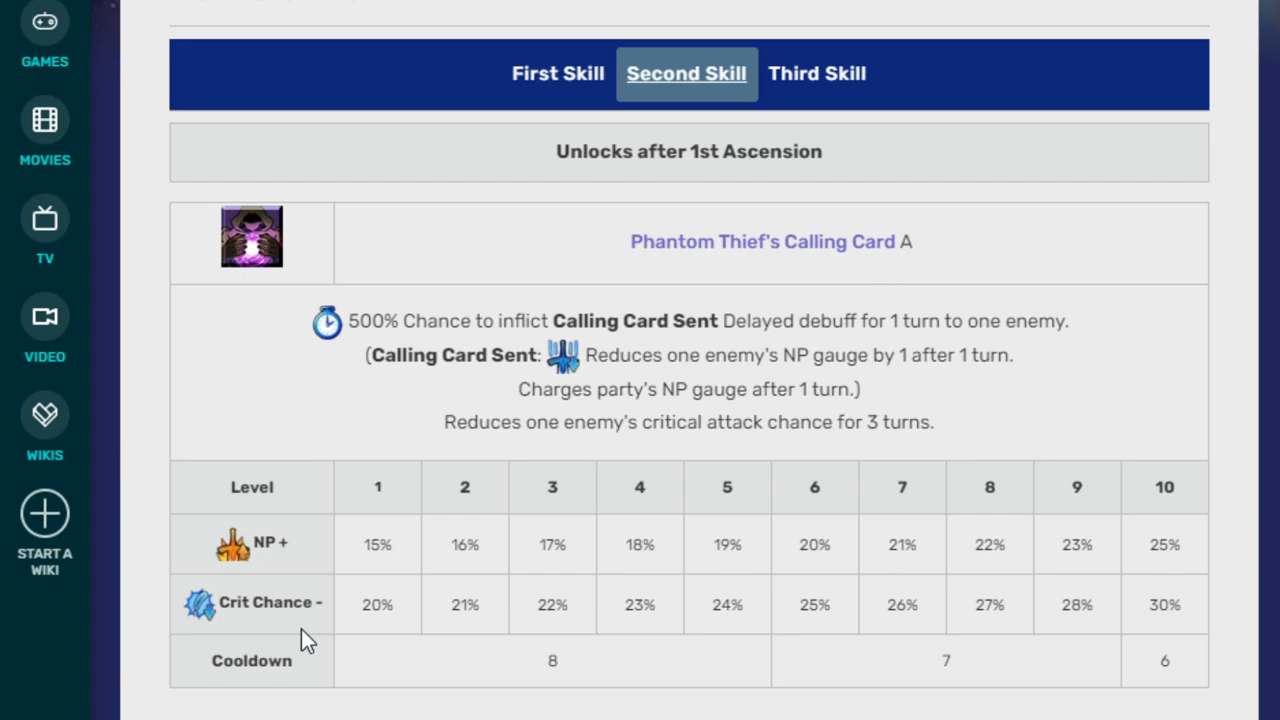 GAMES
MOVIES
TV
VIDEO
WIKIS
START A
WIKI
First Skill Second Skill Third Skill
Unlocks after 1st Ascension
Phantom Thief's Calling Card A
500% Chance to inflict Calling Card Sent Delayed debuff for 1 turn to one enemy.
(Calling Card Sent: Reduces one enemy's NP gauge by 1 after 1 turn.
Charges party's NP gauge after 1 turn.)
Reduces one enemy's critical attack chance for 3 turns.
Level 1 2 3 4 5 6 7 8 9 10
NP + 15% 16% 17% 18% 19% 20% 21% 22% 23% 25%
Crit Chance - 20% 21% 22% 23% 24% 25% 26% 27% 28% 30%
Cooldown 8 7 6